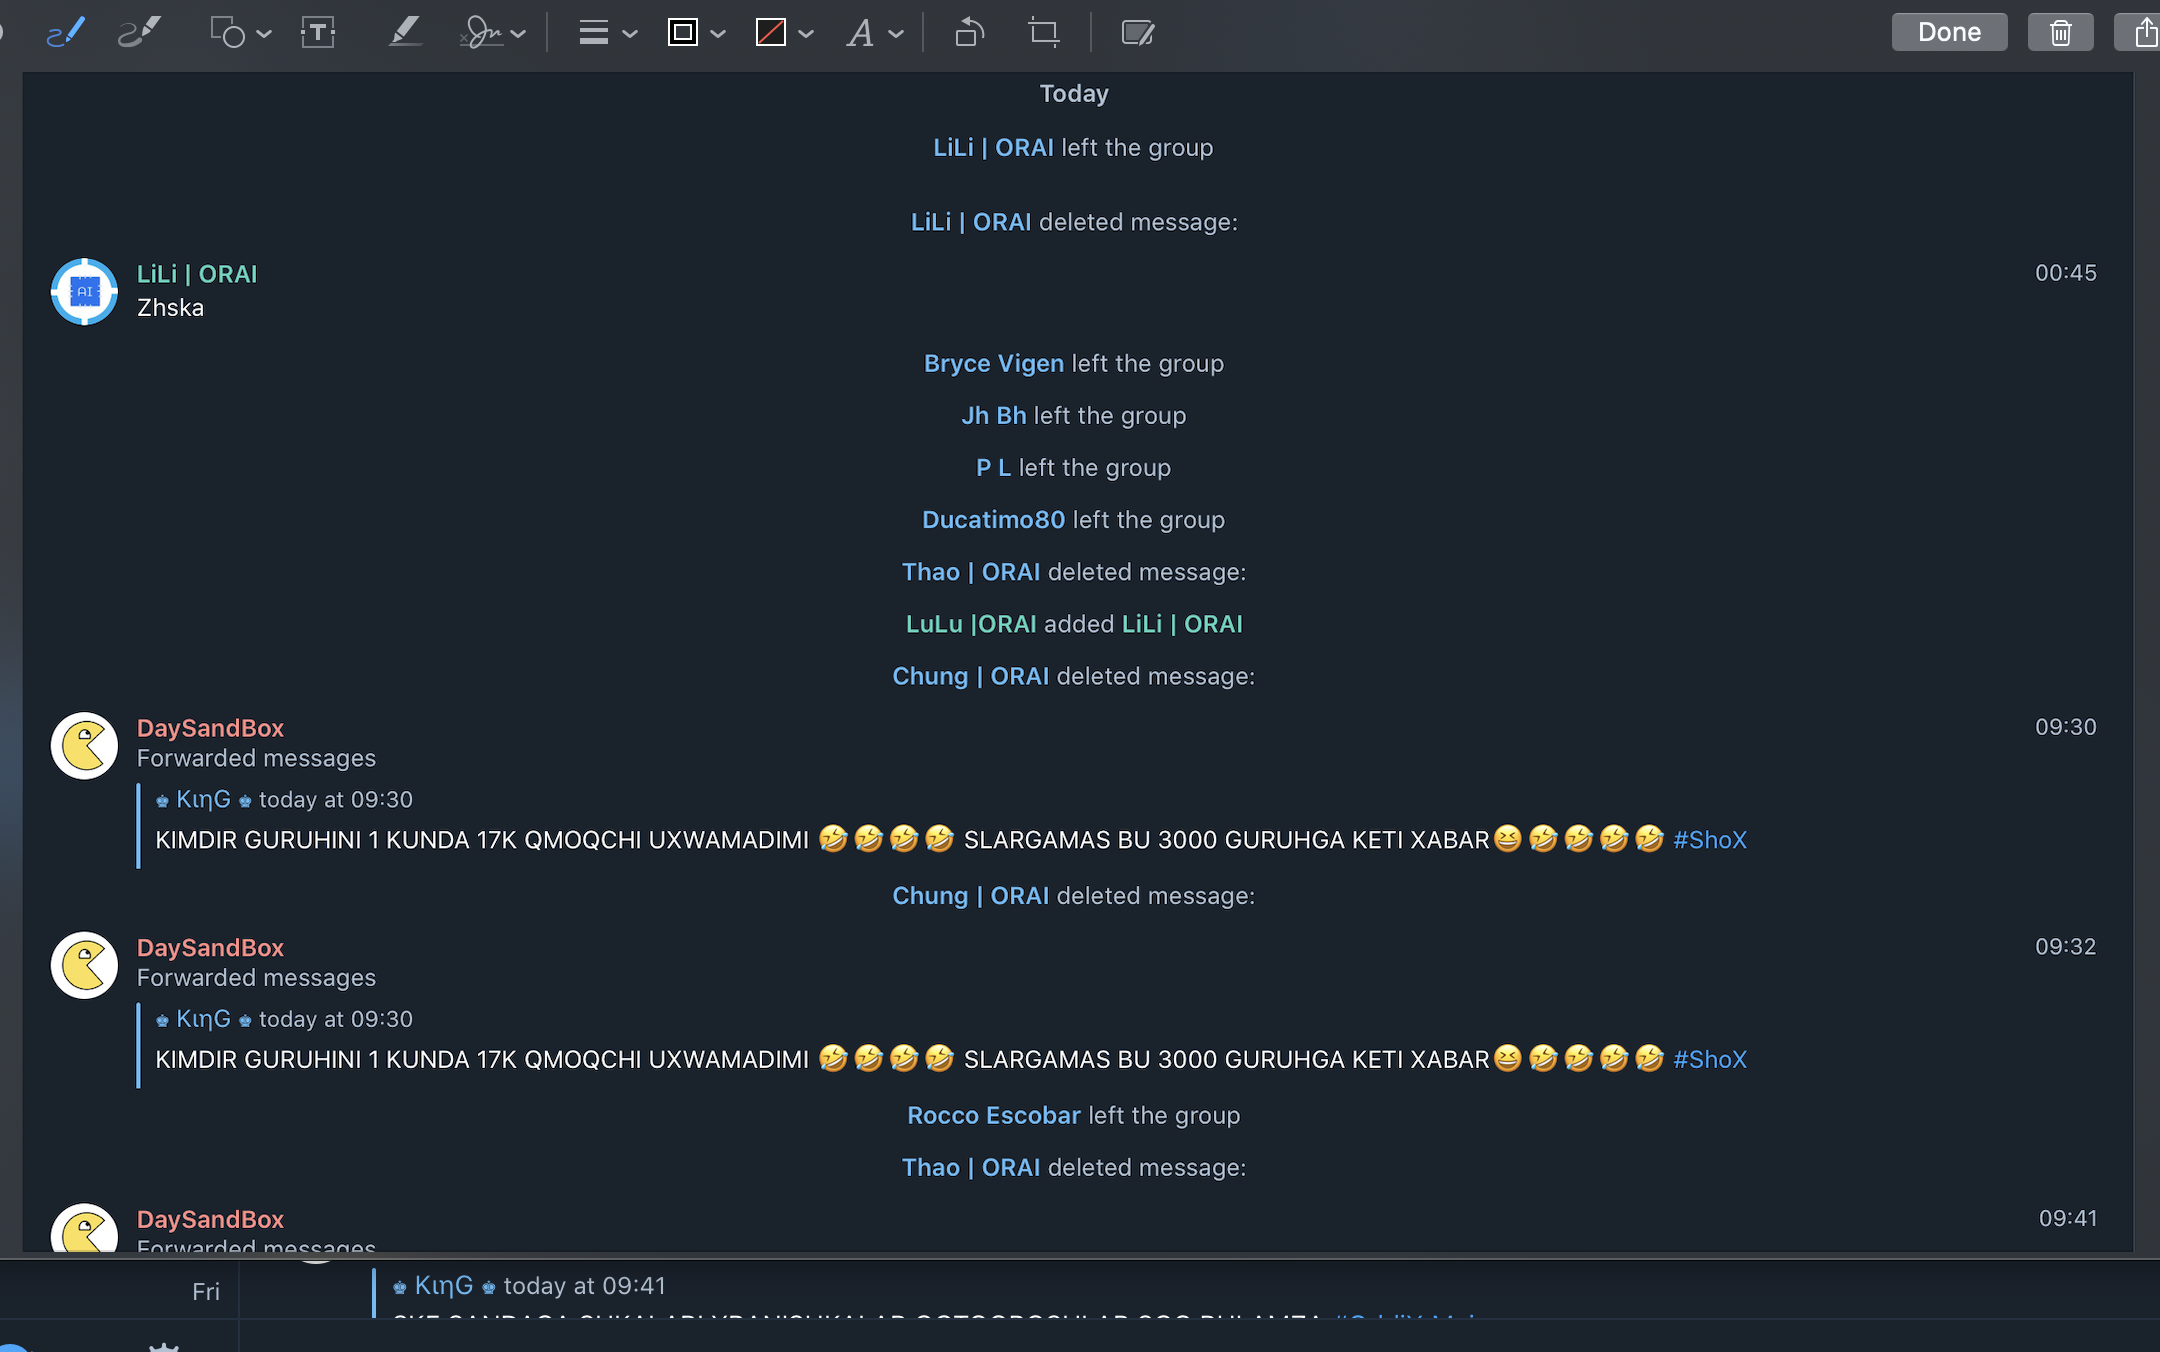 Done
Today
LiLi | ORAI left the group
LiLi | ORAI deleted message:
LiLi | ORAI
00:45
AI
Zhska
Bryce Vigen left the group
Jh Bh left the group
P L left the group
Ducatimo80 left the group
Thao | ORAI deleted message:
LuLu |ORAI added LiLi | ORAI
Chung | ORAI deleted message:
DaySandBox
09:30
Forwarded messages
♚ KιηG ♚ today at 09:30
KIMDIR GURUHINI 1 KUNDA 17K QMOQCHI UXWAMADIMI 🤣🤣🤣🤣 SLARGAMAS BU 3000 GURUHGA KETI XABAR😆🤣🤣🤣🤣 #ShoX
Chung | ORAI deleted message:
DaySandBox
09:32
Forwarded messages
♚ KιηG ♚ today at 09:30
KIMDIR GURUHINI 1 KUNDA 17K QMOQCHI UXWAMADIMI 🤣🤣🤣🤣 SLARGAMAS BU 3000 GURUHGA KETI XABAR😆🤣🤣🤣🤣 #ShoX
Rocco Escobar left the group
Thao | ORAI deleted message:
DaySandBox
09:41
Forwarded messages
Fri
♚ KιηG ♚ today at 09:41